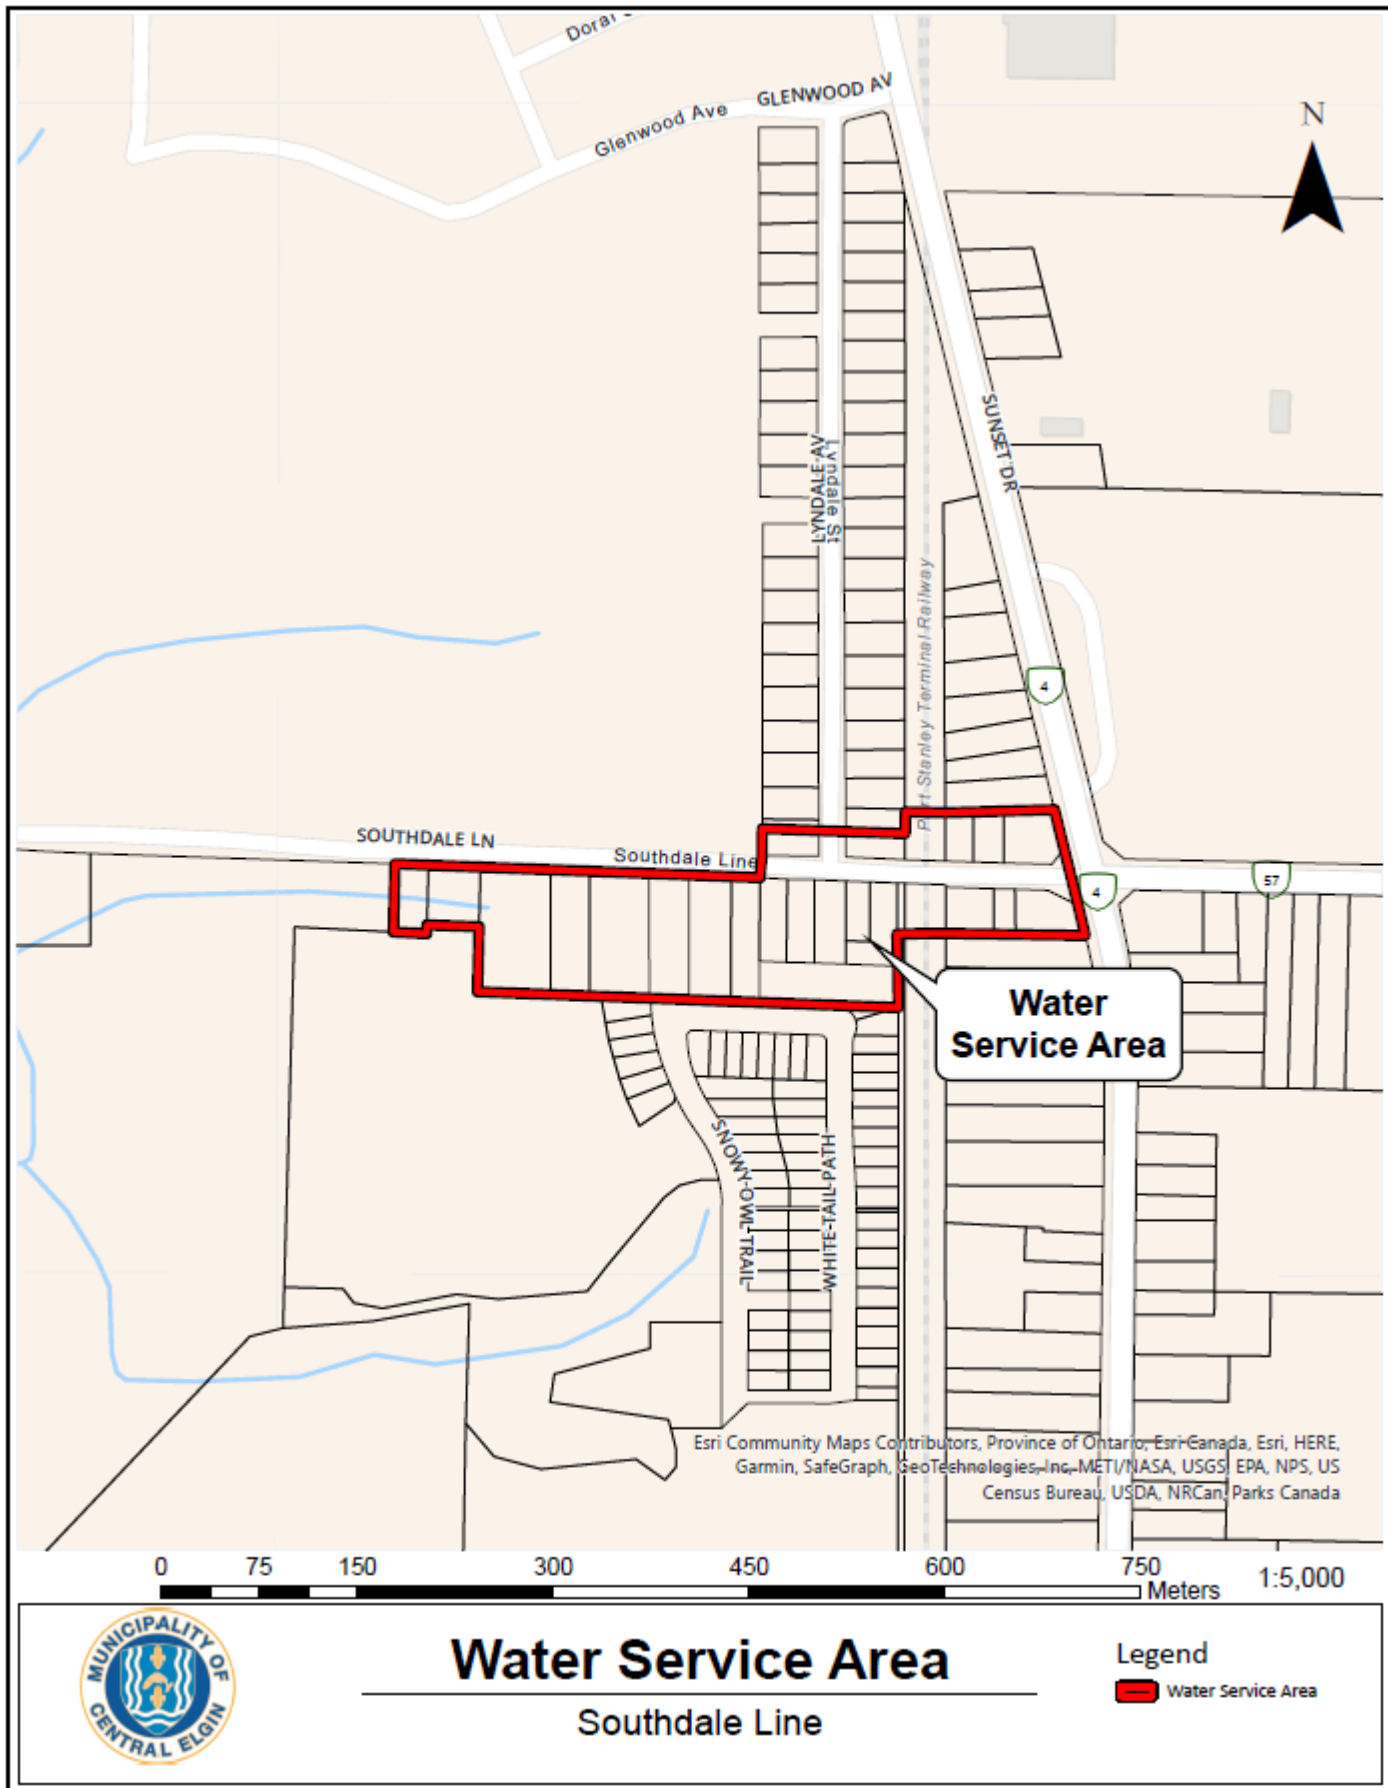 Doral
GLENWOOD AV
Glenwood Ave
N
SUNSET DR
LYNDALE AV
Lyndale St
Port Stanley Terminal Railway
4
SOUTHDALE LN
Southdale Line
4
57
Water
Service Area
SNOWY OWL TRAIL
WHITE-TAIL PATH
Esri Community Maps Contributors, Province of Ontario, Esri Canada, Esri, HERE,
Garmin, SafeGraph, GeoTechnologies, Inc, METI/NASA, USGS, EPA, NPS, US
Census Bureau, USDA, NRCan, Parks Canada
0 75 150 300 450 600 750
Meters
1:5,000
MUNICIPALITY OF
CENTRAL ELGIN
Water Service Area
Southdale Line
Legend
Water Service Area